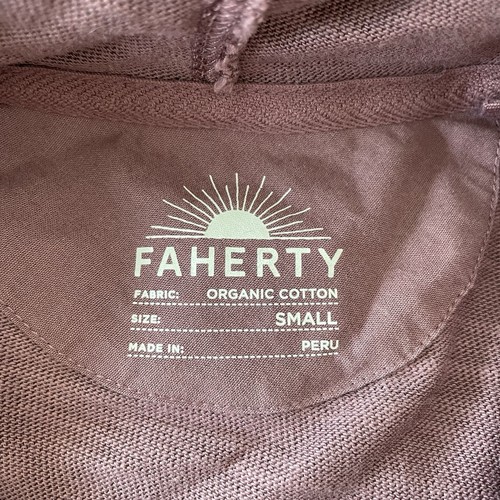 FAHERTY
FABRIC: ORGANIC COTTON
SIZE: SMALL
MADE IN: PERU